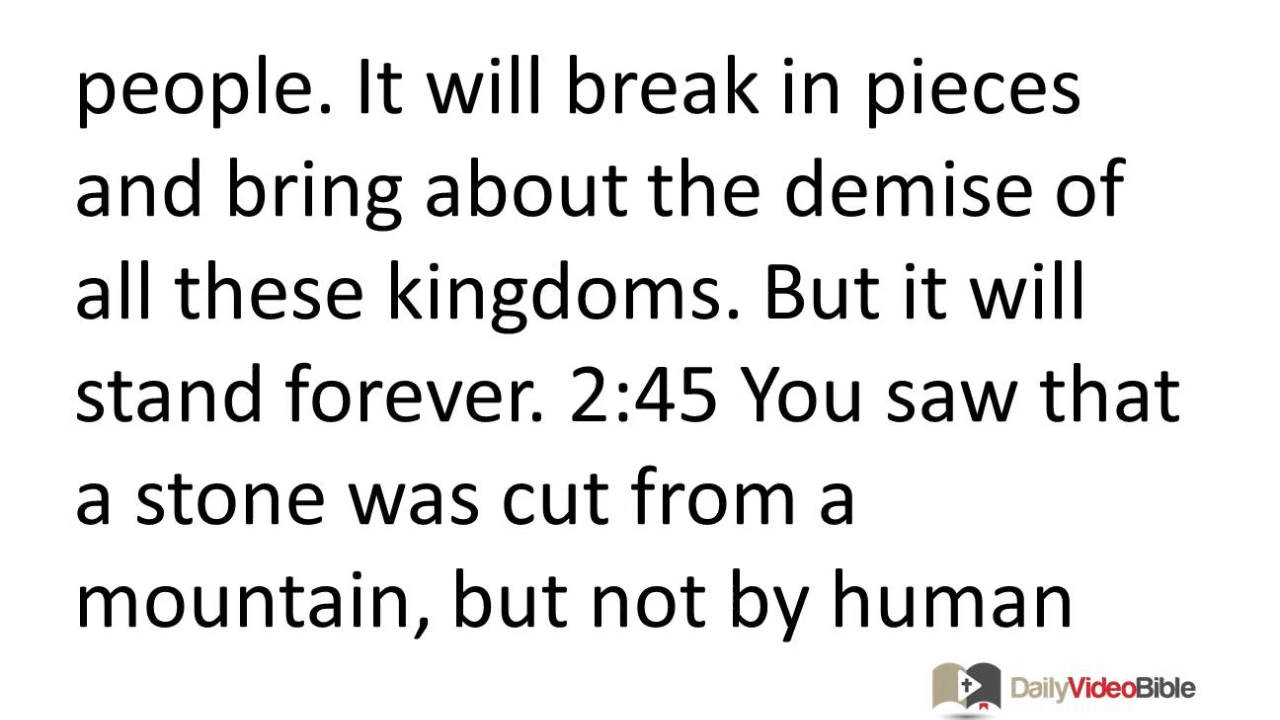 people. It will break in pieces
and bring about the demise of
all these kingdoms. But it will
stand forever. 2:45 You saw that
a stone was cut from a
mountain, but not by human
DailyVideoBible